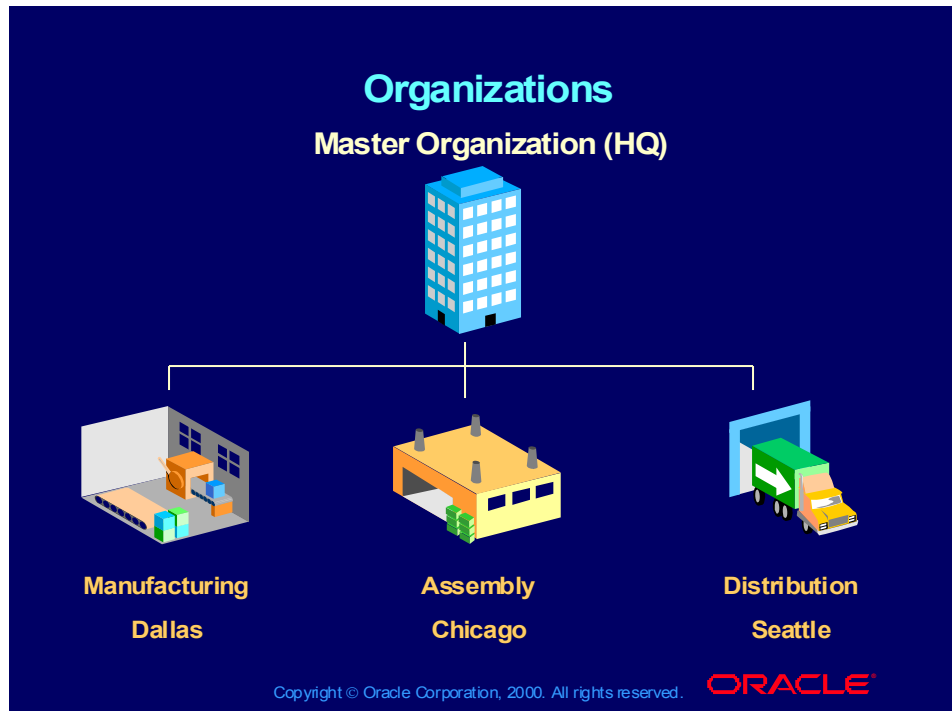 Organizations
Master Organization (HQ)
Manufacturing
Dallas
Assembly
Chicago
Distribution
Seattle
Copyright © Oracle Corporation, 2000. All rights reserved.
ORACLE®